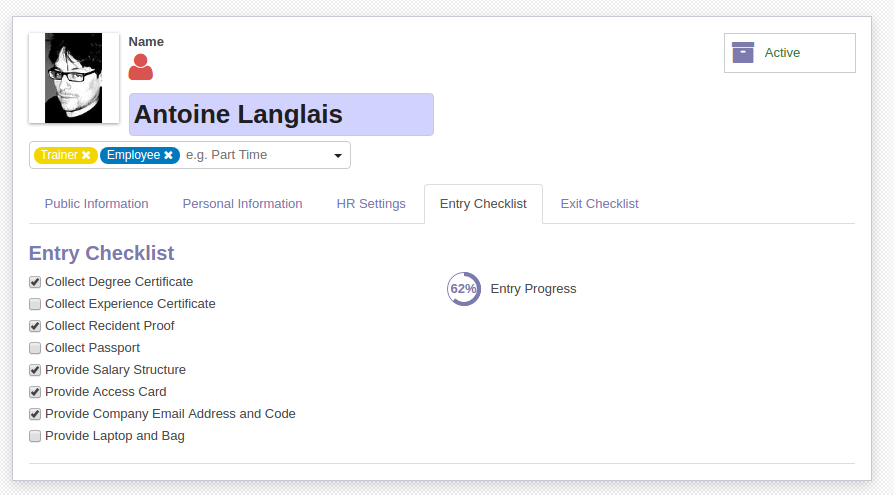 Name
Active
Antoine Langlais
Trainer ✖ Employee ✖ e.g. Part Time
Public Information Personal Information HR Settings Entry Checklist Exit Checklist
Entry Checklist
Collect Degree Certificate
62% Entry Progress
Collect Experience Certificate
Collect Recident Proof
Collect Passport
Provide Salary Structure
Provide Access Card
Provide Company Email Address and Code
Provide Laptop and Bag